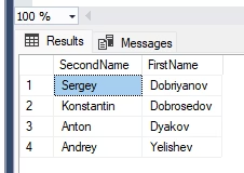 100 %
Results Messages
SecondName FirstName
1 Sergey Dobriyanov
2 Konstantin Dobrosedov
3 Anton Dyakov
4 Andrey Yelishev